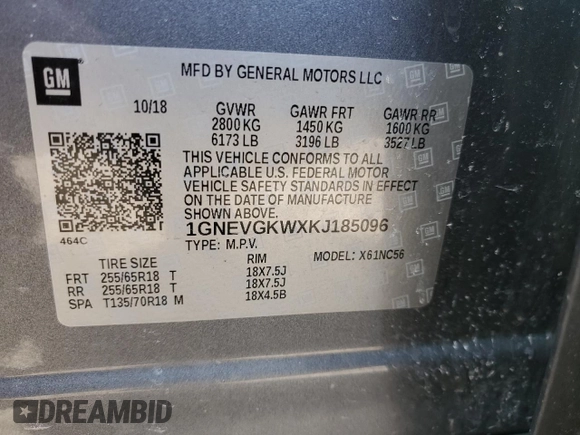 GM
MFD BY GENERAL MOTORS LLC
10/18 GVWR GAWR FRT GAWR RR
2800 KG 1450 KG 1600 KG
6173 LB 3196 LB 3527 LB
THIS VEHICLE CONFORMS TO ALL
APPLICABLE U.S. FEDERAL MOTOR
VEHICLE SAFETY STANDARDS IN EFFECT
ON THE DATE OF MANUFACTURE
SHOWN ABOVE.
1GNEVGKWXKJ185096
464C
TYPE: M.P.V. MODEL: X61NC56
TIRE SIZE RIM
FRT 255/65R18 T 18X7.5J
RR 255/65R18 T 18X7.5J
SPA T135/70R18 M 18X4.5B
DREAMBID